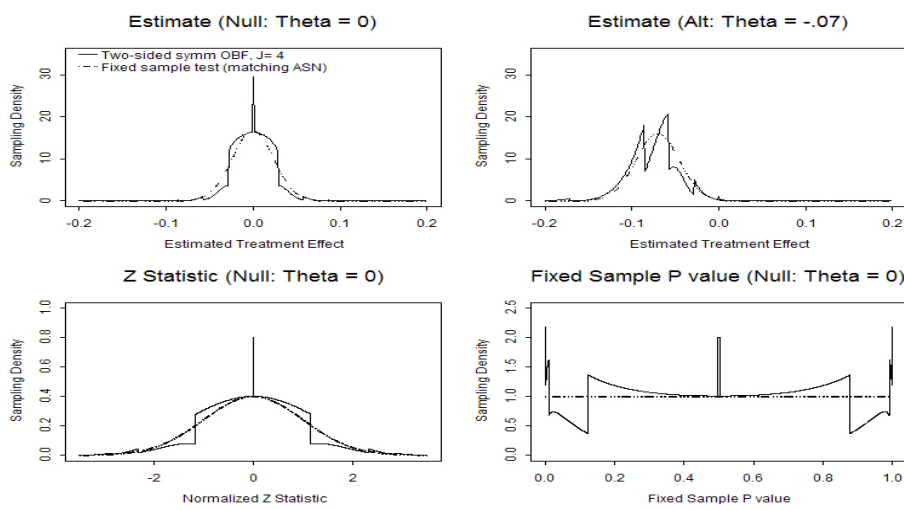 Estimate (Null: Theta = 0)
Sampling Density
0 10 20 30
Two-sided symm OBF, J= 4
Fixed sample test (matching ASN)
-0.2 -0.1 0.0 0.1 0.2
Estimated Treatment Effect
Estimate (Alt: Theta = -.07)
Sampling Density
0 10 20 30
-0.2 -0.1 0.0 0.1 0.2
Estimated Treatment Effect
Z Statistic (Null: Theta = 0)
Sampling Density
0.0 0.2 0.4 0.6 0.8 1.0
-2 0 2
Normalized Z Statistic
Fixed Sample P value (Null: Theta = 0)
Sampling Density
0.0 0.5 1.0 1.5 2.0 2.5
0.0 0.2 0.4 0.6 0.8 1.0
Fixed Sample P value